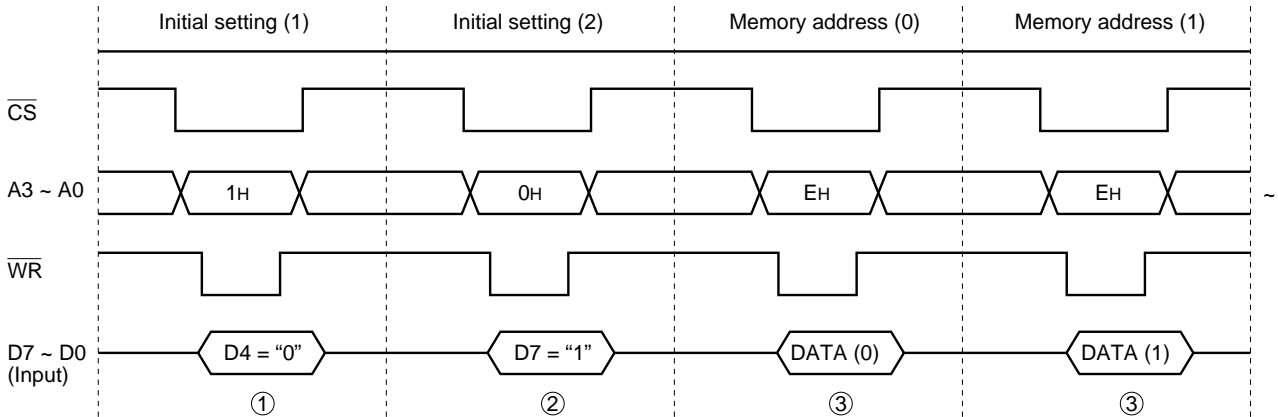 Initial setting (1) Initial setting (2) Memory address (0) Memory address (1)
CS
A3 ~ A0 1H 0H EH EH ~
WR
D7 ~ D0 D4 = “0” D7 = “1” DATA (0) DATA (1)
(Input)
① ② ③ ③